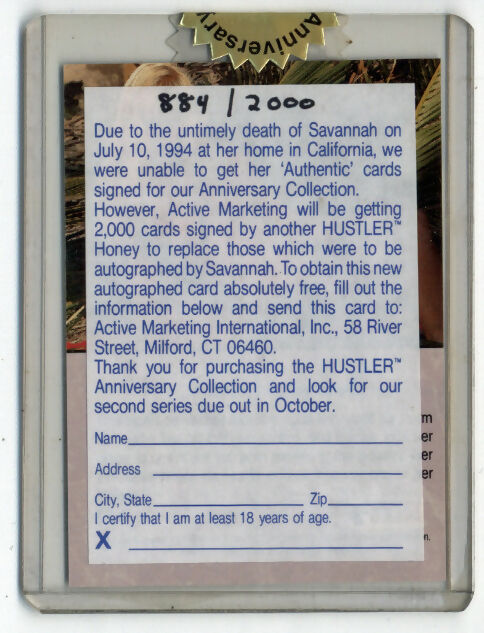 Anniversary
884 / 2000
Due to the untimely death of Savannah on
July 10, 1994 at her home in California, we
were unable to get her 'Authentic' cards
signed for our Anniversary Collection.
However, Active Marketing will be getting
2,000 cards signed by another HUSTLER™
Honey to replace those which were to be
autographed by Savannah. To obtain this new
autographed card absolutely free, fill out the
information below and send this card to:
Active Marketing International, Inc., 58 River
Street, Milford, CT 06460.
Thank you for purchasing the HUSTLER™
Anniversary Collection and look for our
second series due out in October.
m
er
er
er
Name
Address
City, State Zip
I certify that I am at least 18 years of age.
n.
X